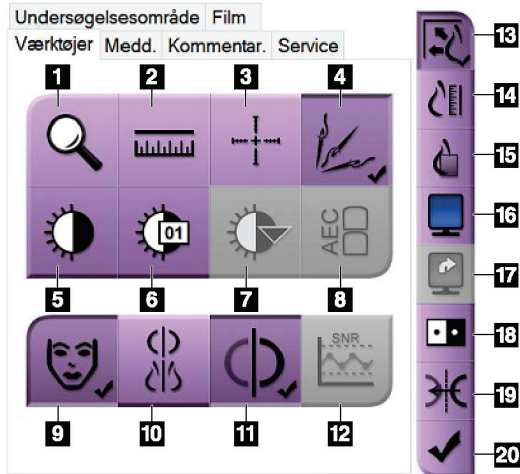 Undersøgelsesområde Film
Værktøjer Medd. Kommentar. Service
1 2 3 4
01
AEC
5 6 7 8
SNR
9 10 11 12
13
14
15
16
17
18
19
20